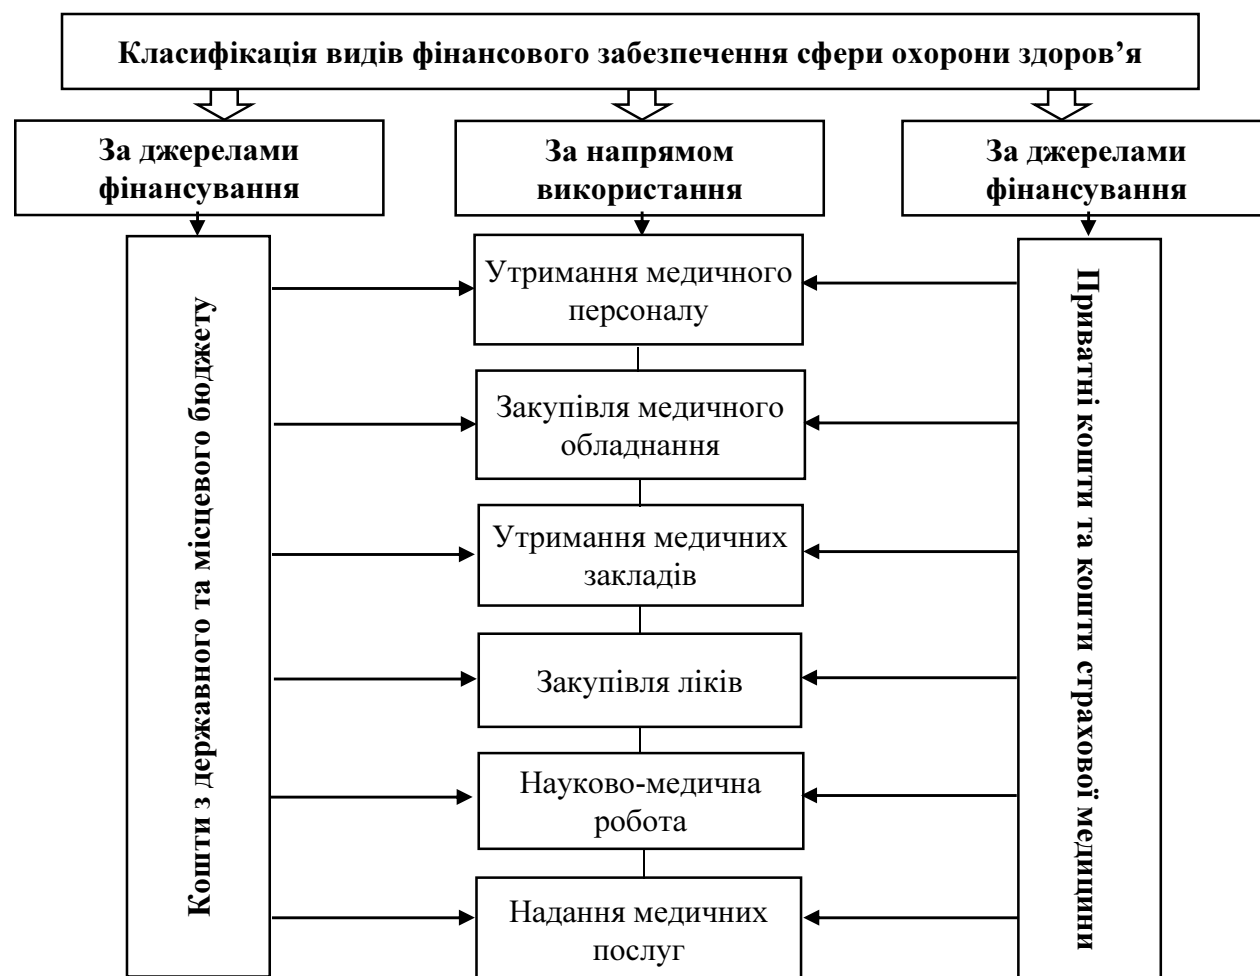 Класифікація видів фінансового забезпечення сфери охорони здоров’я
За джерелами
фінансування
За напрямом
використання
За джерелами
фінансування
Кошти з державного та місцевого бюджету
Утримання медичного
персоналу
Закупівля медичного
обладнання
Утримання медичних
закладів
Закупівля ліків
Науково-медична
робота
Надання медичних
послуг
Приватні кошти та кошти страхової медицини